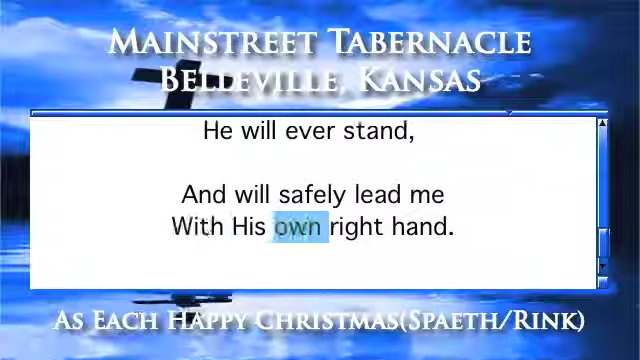 Mainstreet Tabernacle
Belleville, Kansas
He will ever stand,
And will safely lead me
With His own right hand.
As Each Happy Christmas(Spaeth/Rink)